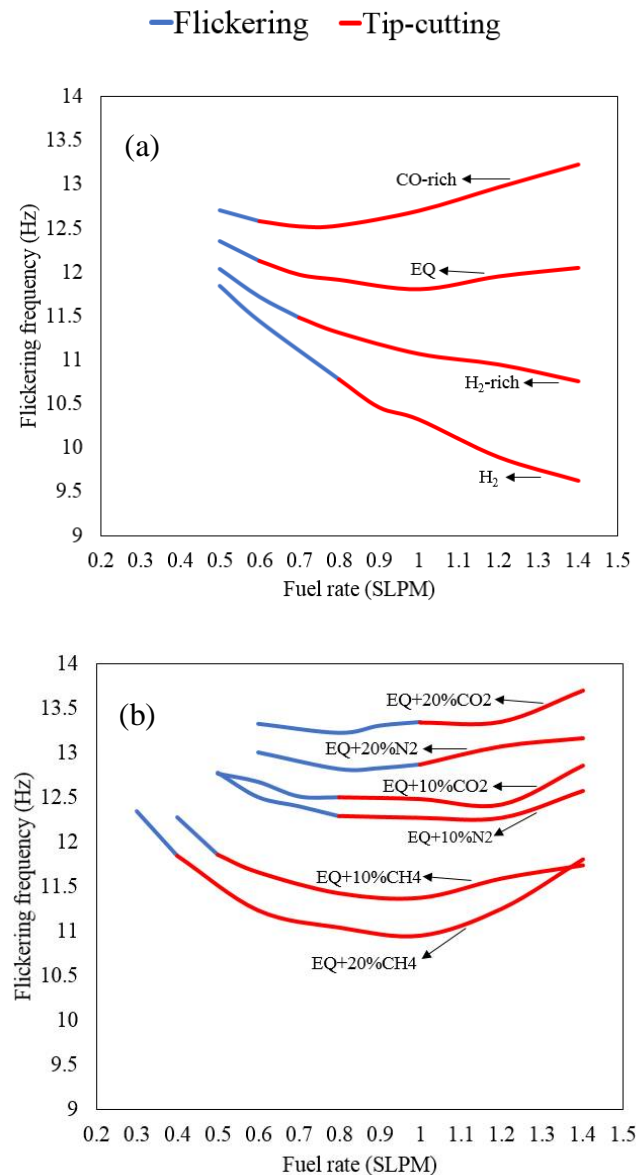 Flickering Tip-cutting
(a)
14
13.5
13
12.5
12
11.5
11
10.5
10
9.5
9
Flickering frequency (Hz)
CO-rich
EQ
H₂-rich
H₂
0.2 0.3 0.4 0.5 0.6 0.7 0.8 0.9 1 1.1 1.2 1.3 1.4 1.5
Fuel rate (SLPM)
(b)
14
13.5
13
12.5
12
11.5
11
10.5
10
9.5
9
Flickering frequency (Hz)
EQ+20%CO2
EQ+20%N2
EQ+10%CO2
EQ+10%N2
EQ+10%CH4
EQ+20%CH4
0.2 0.3 0.4 0.5 0.6 0.7 0.8 0.9 1 1.1 1.2 1.3 1.4 1.5
Fuel rate (SLPM)